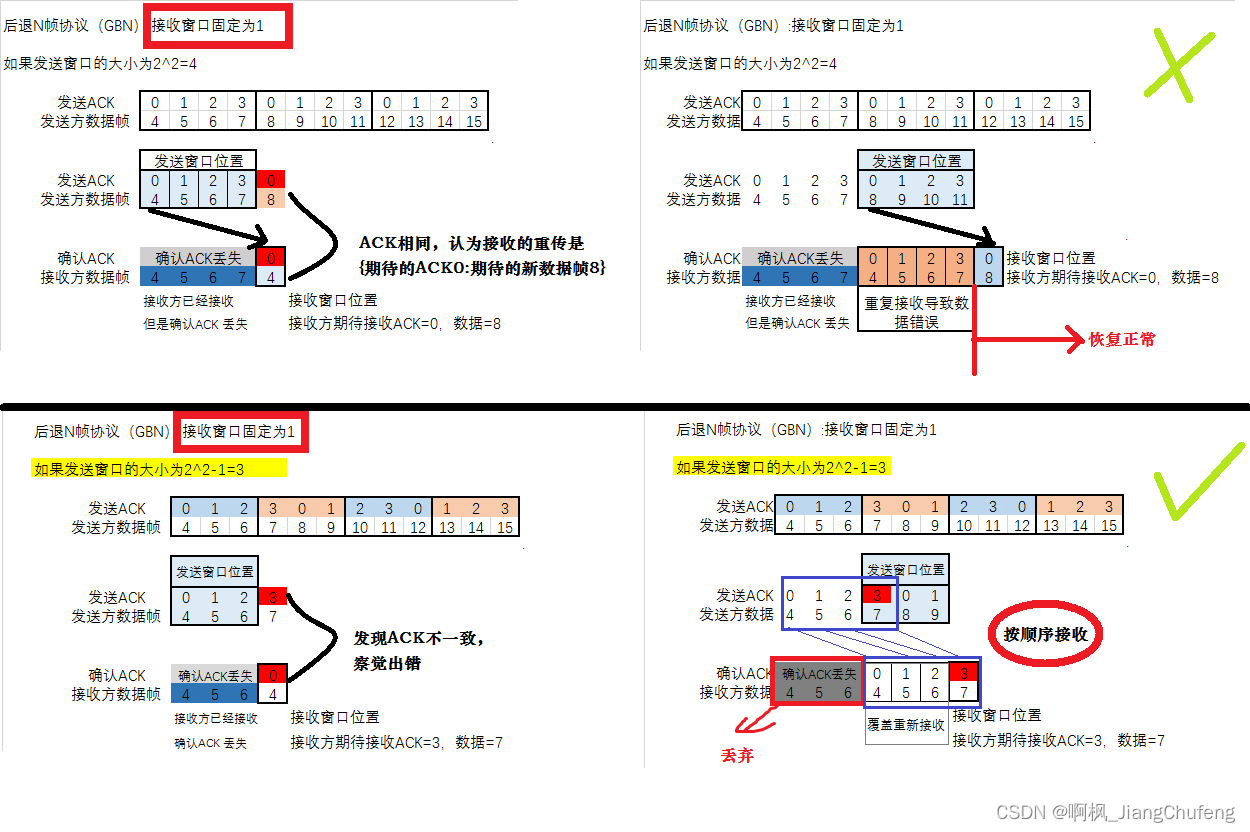 后退N帧协议（GBN）接收窗口固定为1
如果发送窗口的大小为2^2=4
发送ACK 0 1 2 3 0 1 2 3 0 1 2 3
发送方数据帧 4 5 6 7 8 9 10 11 12 13 14 15
发送窗口位置
发送ACK 0 1 2 3 0
发送方数据帧 4 5 6 7 8
ACK相同，认为接收的重传是
{期待的ACK0:期待的新数据帧8}
确认ACK 确认ACK丢失 0
接收方数据帧 4 5 6 7 4
接收方已经接收 接收窗口位置
但是确认ACK 丢失 接收方期待接收ACK=0，数据=8
后退N帧协议（GBN）:接收窗口固定为1
如果发送窗口的大小为2^2=4
发送ACK 0 1 2 3 0 1 2 3 0 1 2 3
发送方数据 4 5 6 7 8 9 10 11 12 13 14 15
发送窗口位置
发送ACK 0 1 2 3 0 1 2 3
发送方数据 4 5 6 7 8 9 10 11
确认ACK 确认ACK丢失 0 1 2 3 0 接收窗口位置
接收方数据 4 5 6 7 4 5 6 7 8 接收方期待接收ACK=0，数据=8
接收方已经接收 重复接收导致数
但是确认ACK 丢失 据错误
恢复正常
后退N帧协议（GBN）接收窗口固定为1
如果发送窗口的大小为2^2-1=3
发送ACK 0 1 2 3 0 1 2 3 0 1 2 3
发送方数据帧 4 5 6 7 8 9 10 11 12 13 14 15
发送窗口位置
发送ACK 0 1 2 3
发送方数据帧 4 5 6 7
发现ACK不一致，
察觉出错
确认ACK 确认ACK丢失 0
接收方数据帧 4 5 6 4
接收方已经接收 接收窗口位置
确认ACK 丢失 接收方期待接收ACK=3，数据=7
后退N帧协议（GBN）:接收窗口固定为1
如果发送窗口的大小为2^2-1=3
发送ACK 0 1 2 3 0 1 2 3 0 1 2 3
发送方数据 4 5 6 7 8 9 10 11 12 13 14 15
发送窗口位置
发送ACK 0 1 2 3 0 1
发送方数据 4 5 6 7 8 9
按顺序接收
确认ACK 确认ACK丢失 0 1 2 3
接收方数据 4 5 6 4 5 6 7
覆盖重新接收 接收窗口位置
接收方期待接收ACK=3，数据=7
丢弃
CSDN @啊枫_JiangChufeng